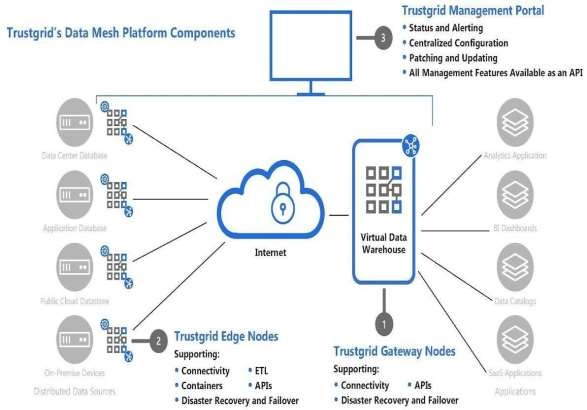 Trustgrid's Data Mesh Platform Components
Trustgrid Management Portal
3
• Status and Alerting
• Centralized Configuration
• Patching and Updating
• All Management Features Available as an API
Data Center Database
Application Database
Public Cloud Datastore
On-Premise Devices
Distributed Data Sources
Internet
Virtual Data
Warehouse
Analytics Application
BI Dashboards
Data Catalogs
SaaS Applications
Applications
2
Trustgrid Edge Nodes
Supporting:
• Connectivity • ETL
• Containers • APIs
• Disaster Recovery and Failover
1
Trustgrid Gateway Nodes
Supporting:
• Connectivity • APIs
• Disaster Recovery and Failover